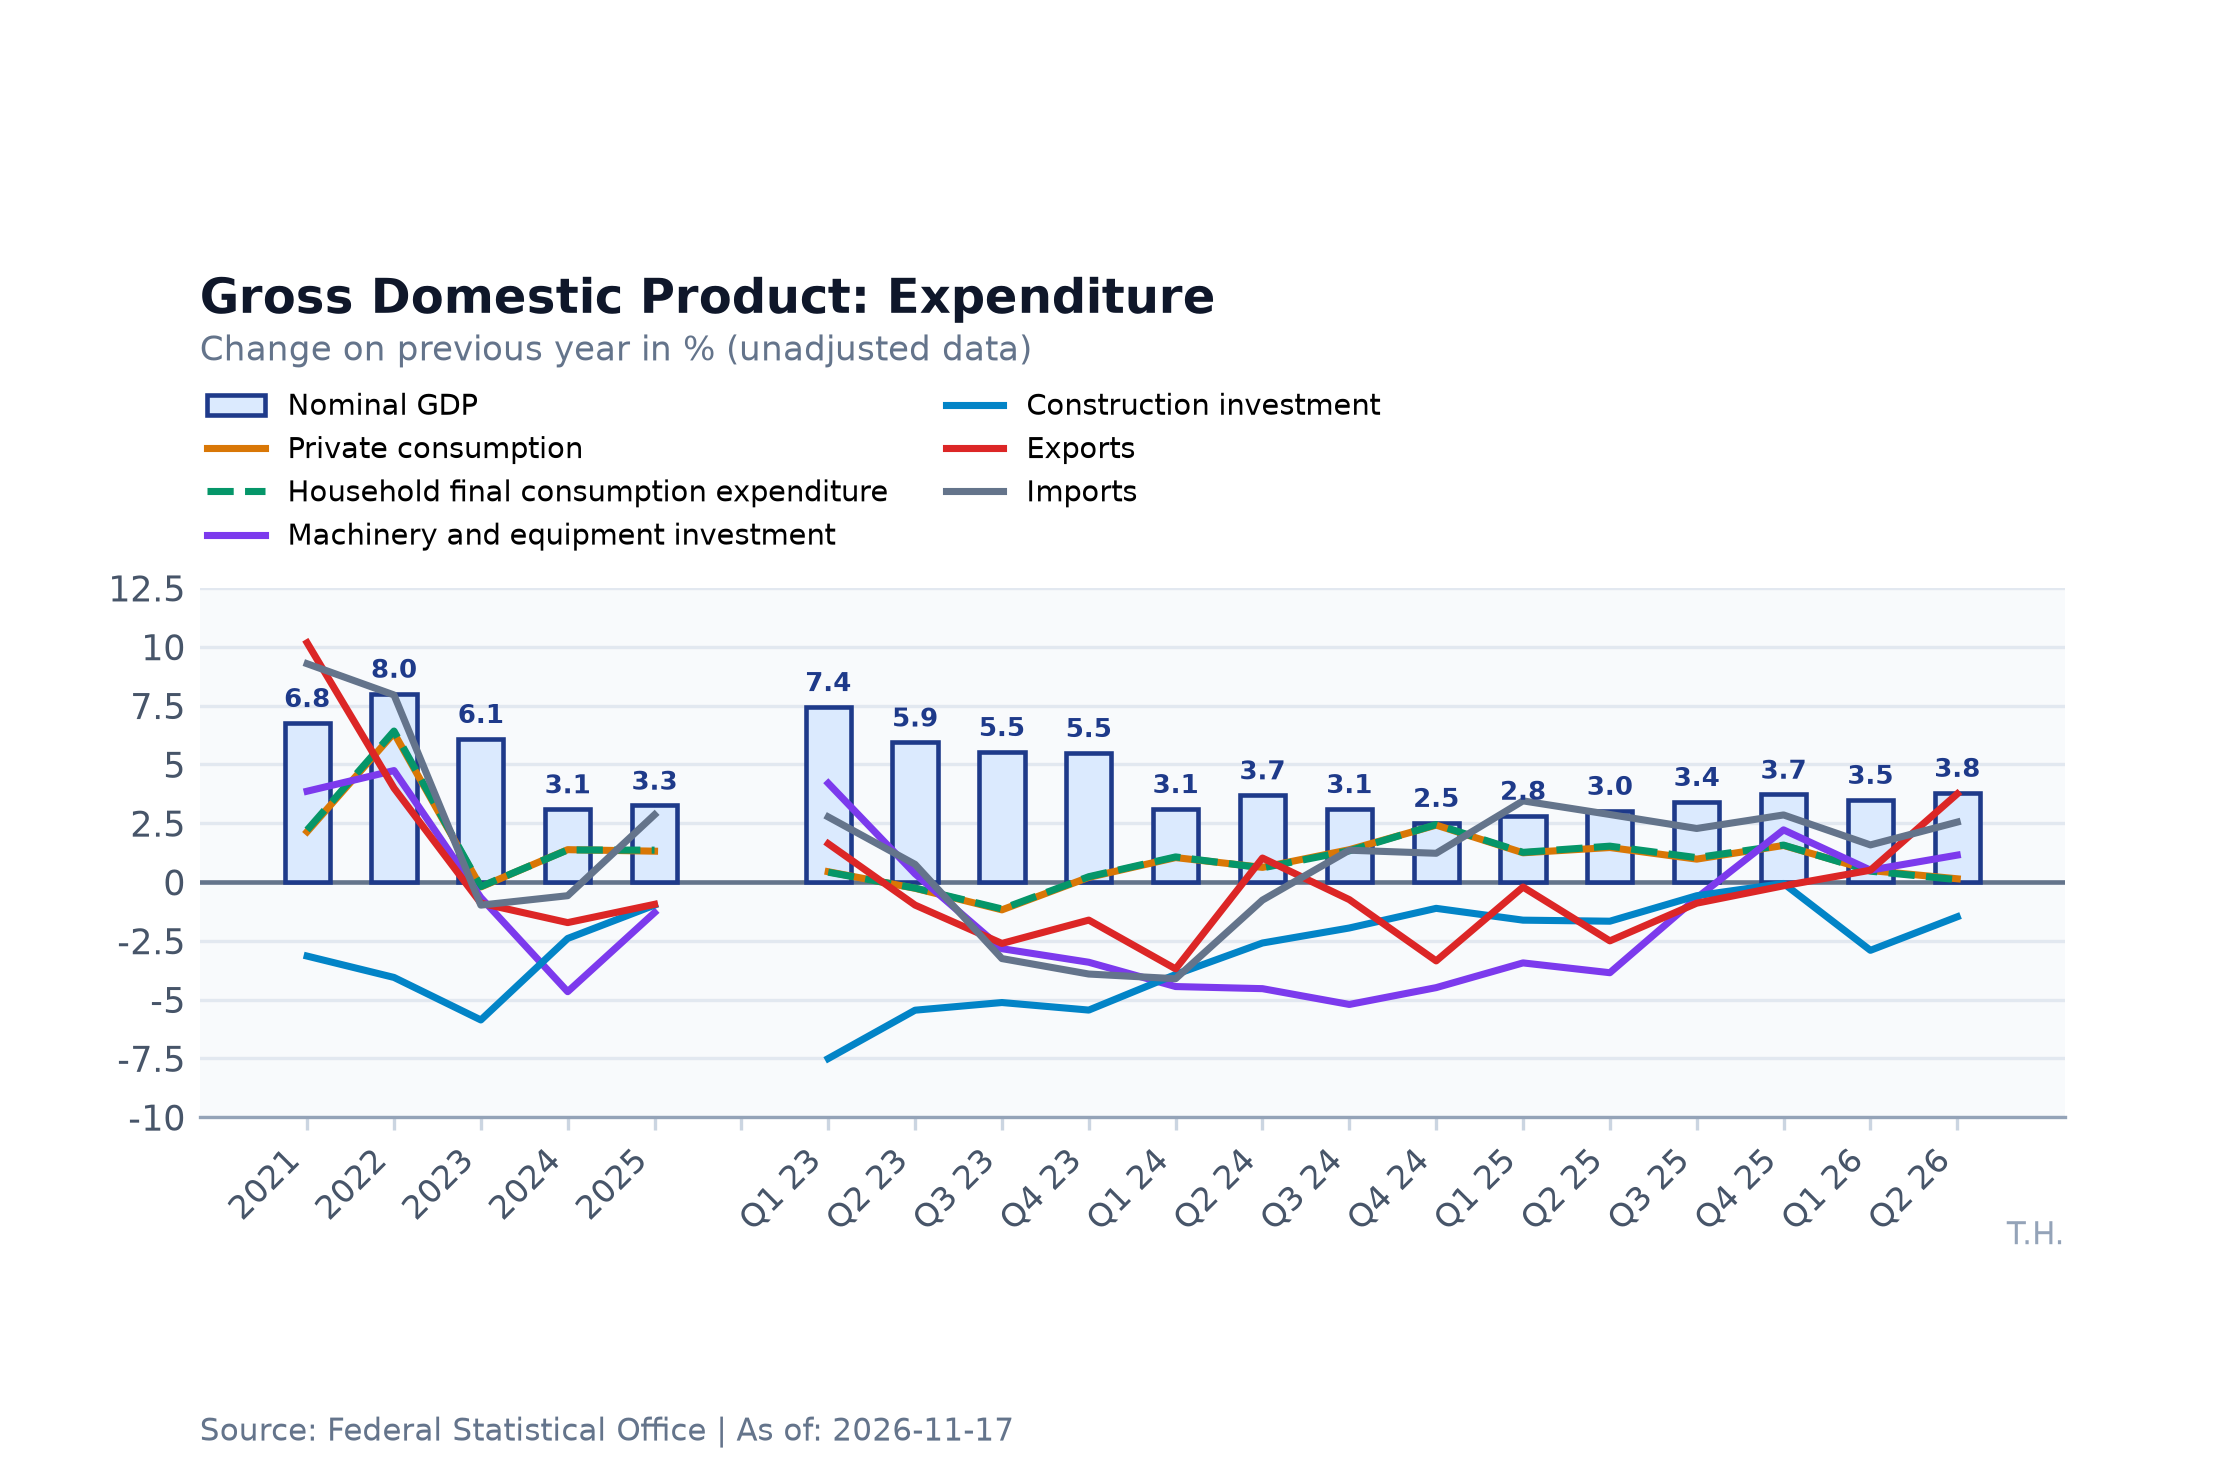 Gross Domestic Product: Expenditure
Change on previous year in % (unadjusted data)
Nominal GDP
Private consumption
Household final consumption expenditure
Machinery and equipment investment
Construction investment
Exports
Imports
12.5
10
7.5
5
2.5
0
-2.5
-5
-7.5
-10
6.8
8.0
6.1
3.1
3.3
7.4
5.9
5.5
5.5
3.1
3.7
3.1
2.5
2.8
3.0
3.4
3.7
3.5
3.8
2021
2022
2023
2024
2025
Q1 23
Q2 23
Q3 23
Q4 23
Q1 24
Q2 24
Q3 24
Q4 24
Q1 25
Q2 25
Q3 25
Q4 25
Q1 26
Q2 26
T.H.
Source: Federal Statistical Office | As of: 2026-11-17